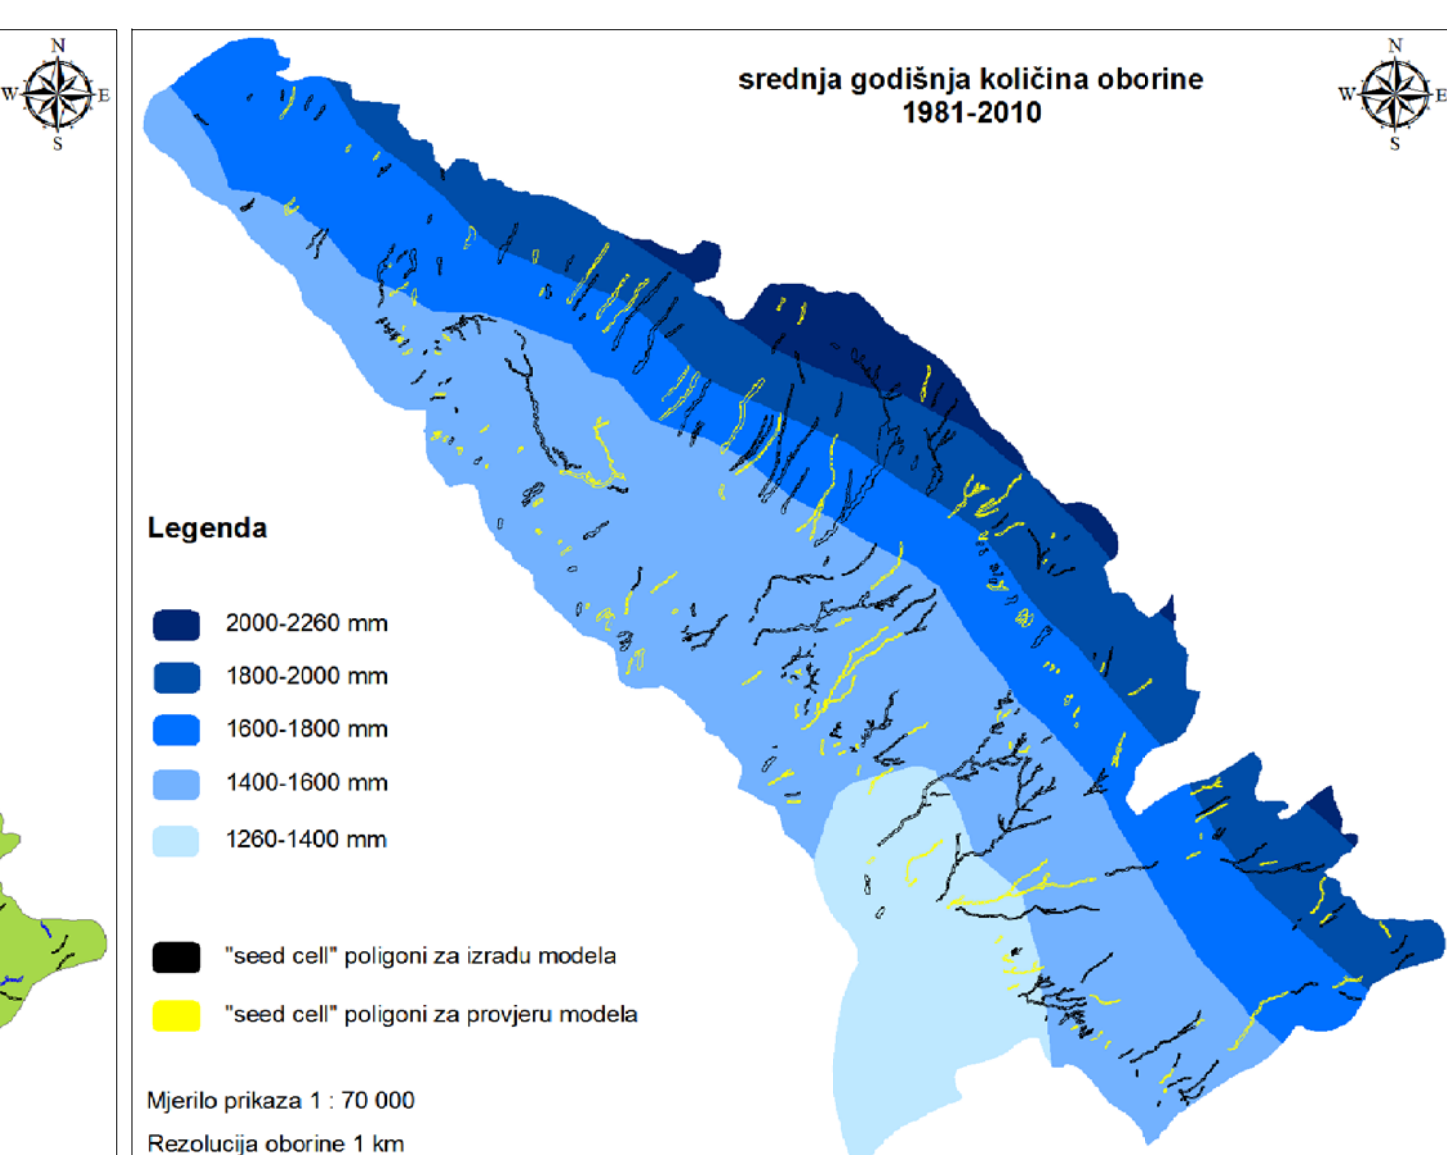 N
W E
S
srednja godišnja količina oborine
1981-2010
N
W E
S
Legenda
2000-2260 mm
1800-2000 mm
1600-1800 mm
1400-1600 mm
1260-1400 mm
"seed cell" poligoni za izradu modela
"seed cell" poligoni za provjeru modela
Mjerilo prikaza 1 : 70 000
Rezolucija oborine 1 km